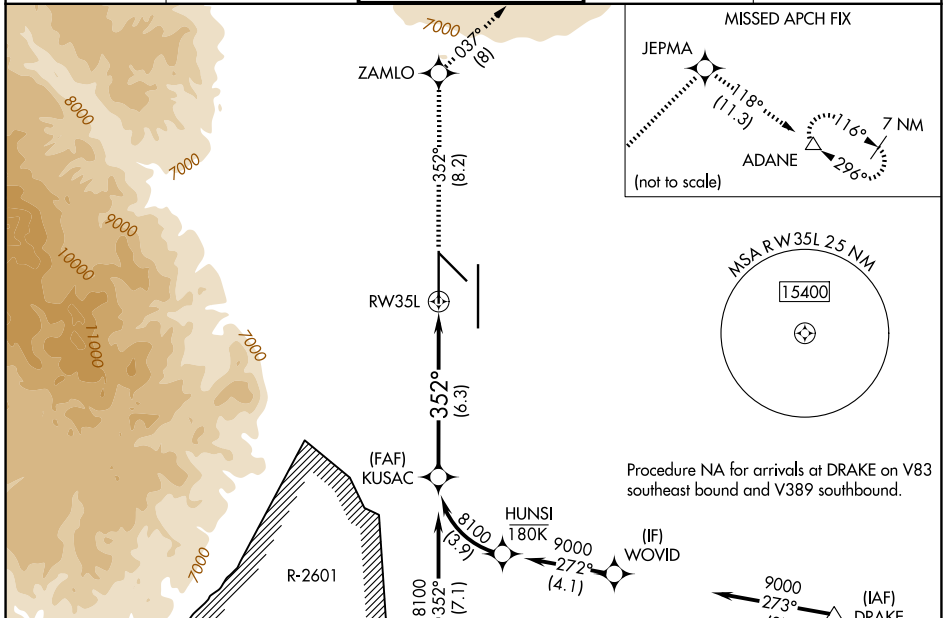 7000
037°
(8)
ZAMLO
MISSED APCH FIX
JEPMA
118°
(11.3)
116°
7 NM
ADANE
296°
(not to scale)
8000
7000
352°
(8.2)
9000
10000
11000
7000
RW35L
MSA RW35L 25 NM
15400
352°
(6.3)
(FAF)
KUSAC
Procedure NA for arrivals at DRAKE on V83
southeast bound and V389 southbound.
HUNSI
180K
8100
(3.9)
9000
272°
(4.1)
(IF)
WOVID
7000
R-2601
8100
352°
(7.1)
9000
273°
(IAF)
DRAKE